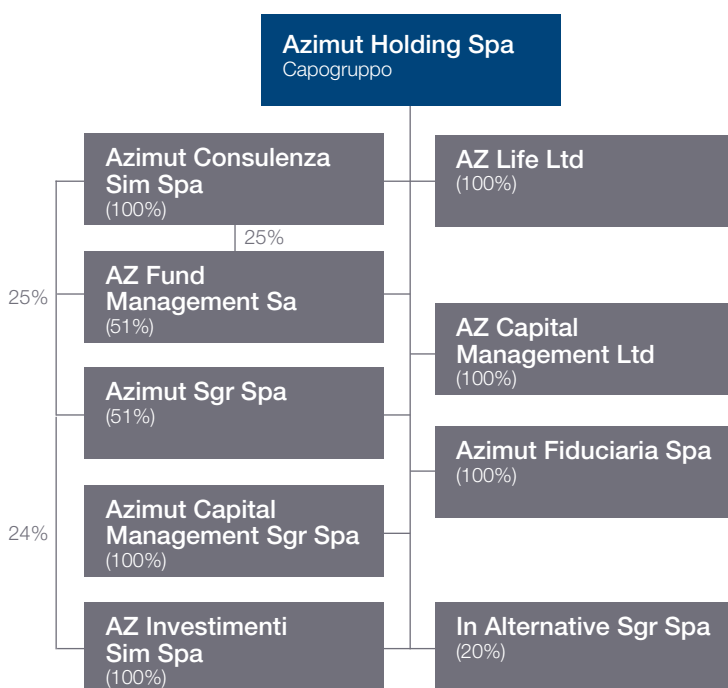 Azimut Holding Spa
Capogruppo
Azimut Consulenza
Sim Spa
(100%)
25%
AZ Fund
Management Sa
(51%)
25%
Azimut Sgr Spa
(51%)
Azimut Capital
Management Sgr Spa
(100%)
24%
AZ Investimenti
Sim Spa
(100%)
AZ Life Ltd
(100%)
AZ Capital
Management Ltd
(100%)
Azimut Fiduciaria Spa
(100%)
In Alternative Sgr Spa
(20%)